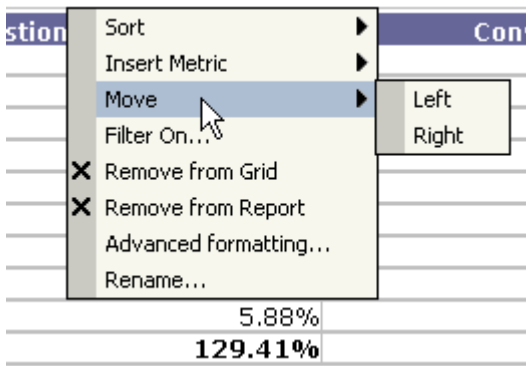 stion
Con
Sort
Insert Metric
Move
Left
Filter On...
Right
Remove from Grid
Remove from Report
Advanced formatting...
Rename...
5.88%
129.41%